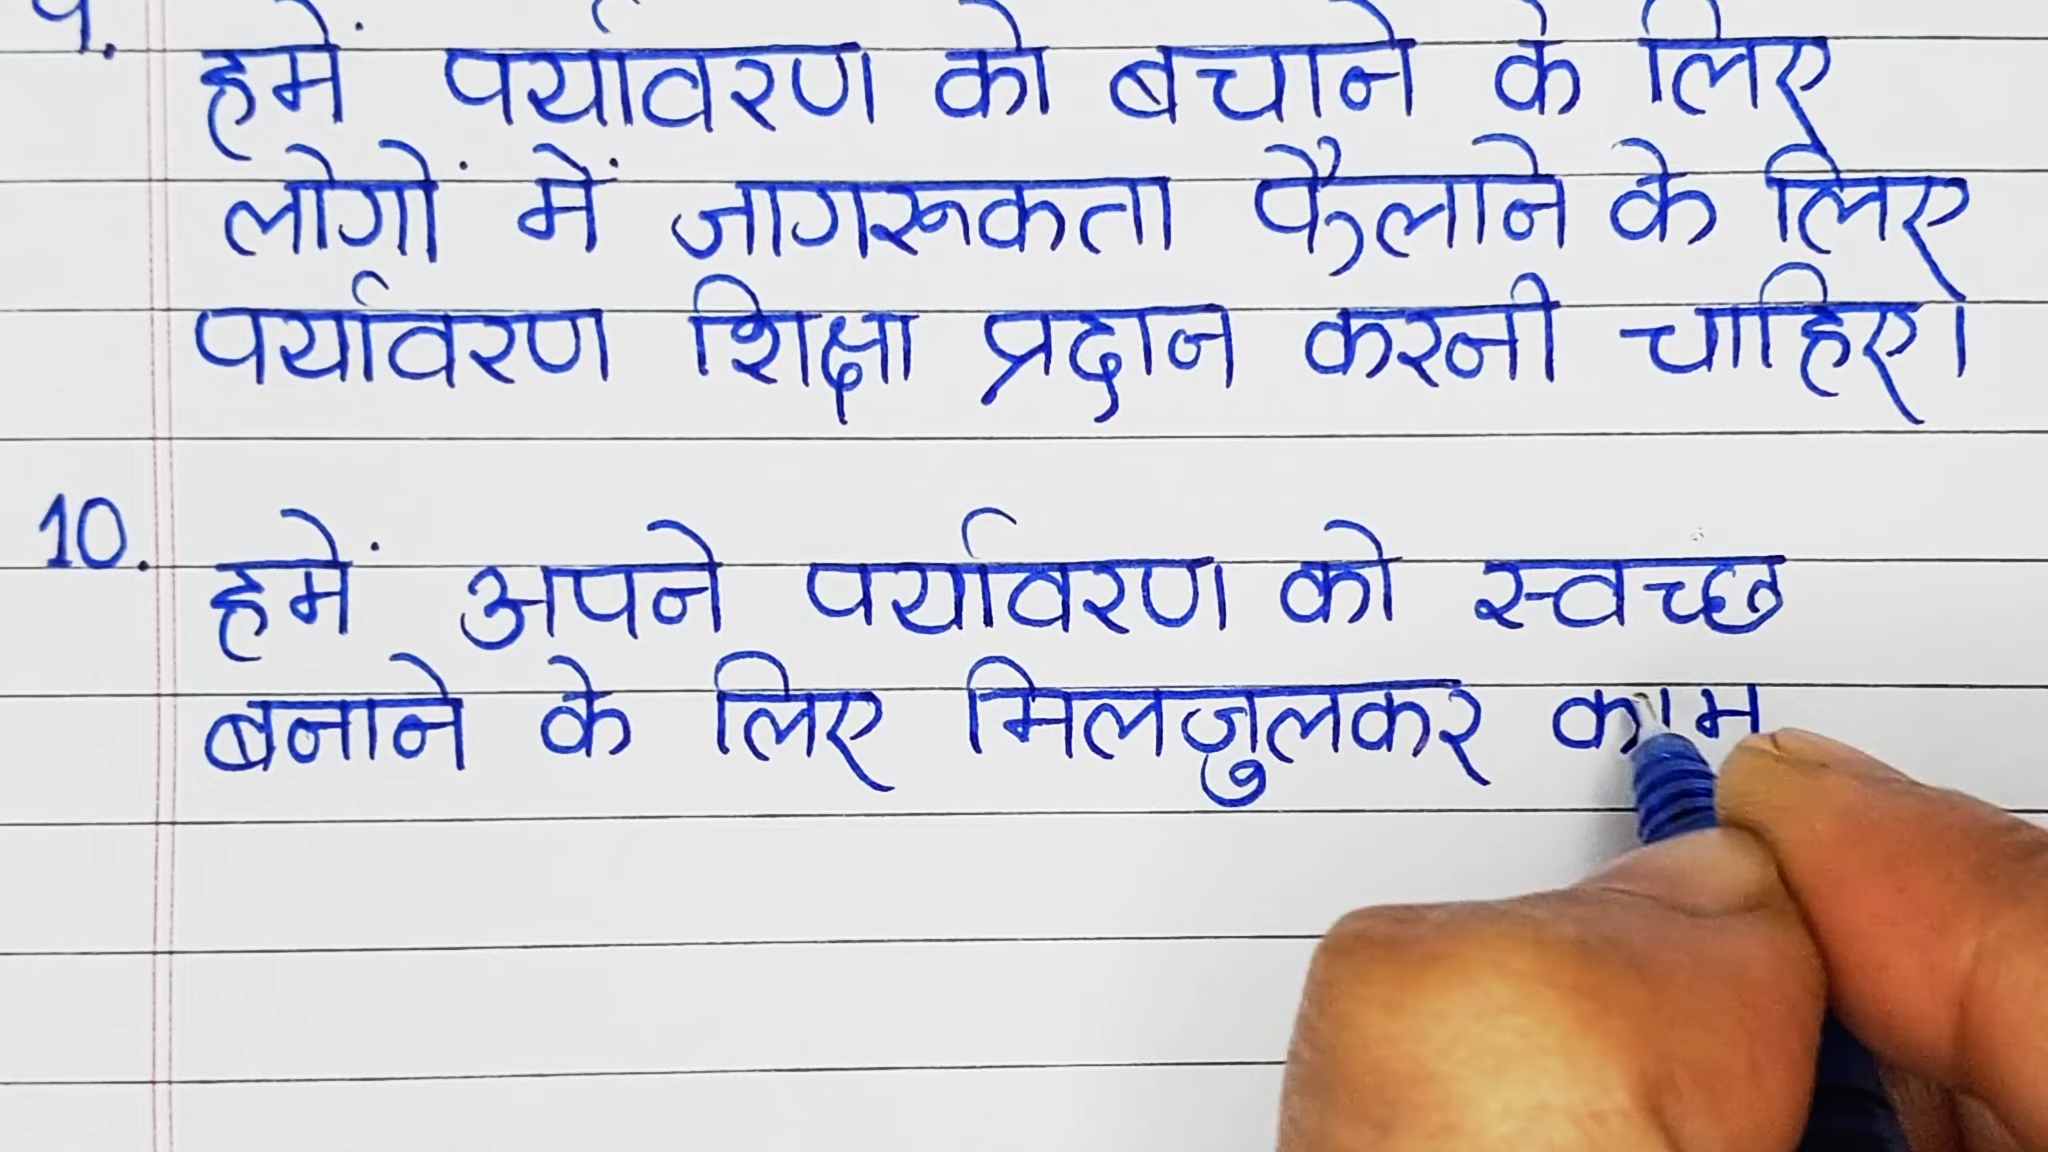 9. हमें पर्यावरण को बचाने के लिए
लोगों में जागरूकता फैलाने के लिए
पर्यावरण शिक्षा प्रदान करनी चाहिए।
10. हमें अपने पर्यावरण को स्वच्छ
बनाने के लिए मिलजुलकर काम